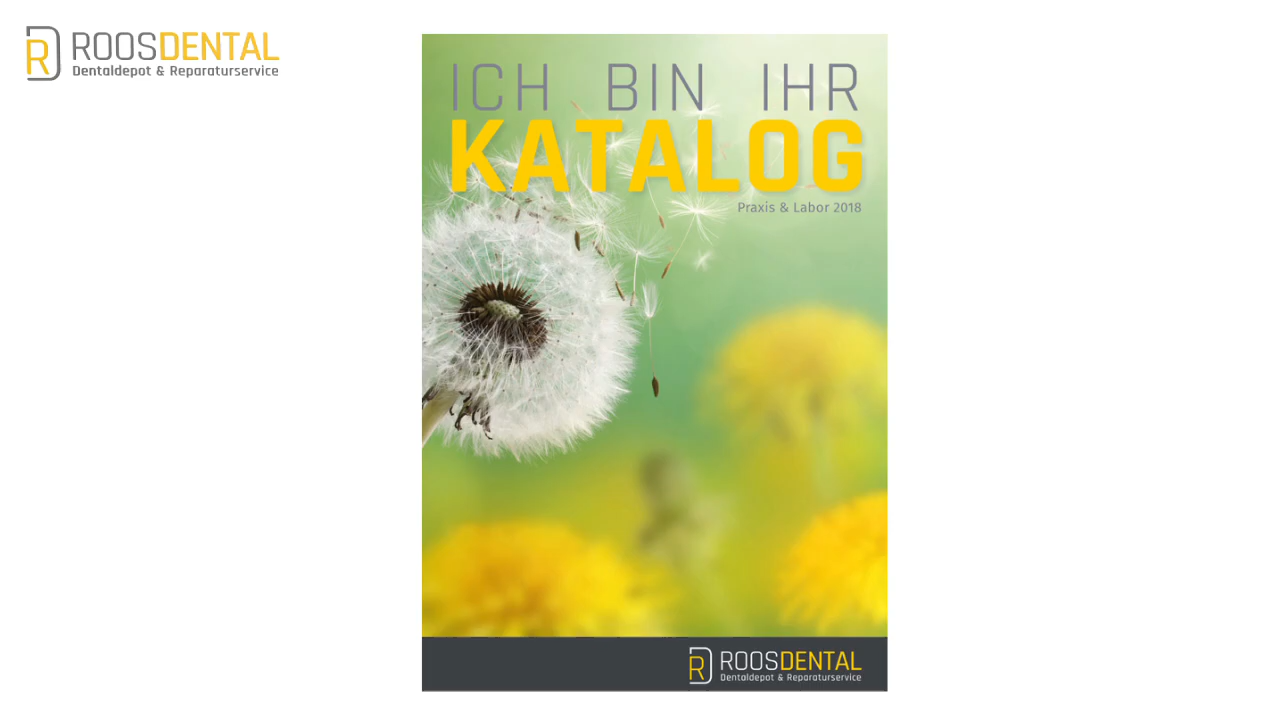 ROOSDENTAL
Dentaldepot & Reparaturservice
ICH BIN IHR
KATALOG
Praxis & Labor 2018
ROOSDENTAL
Dentaldepot & Reparaturservice